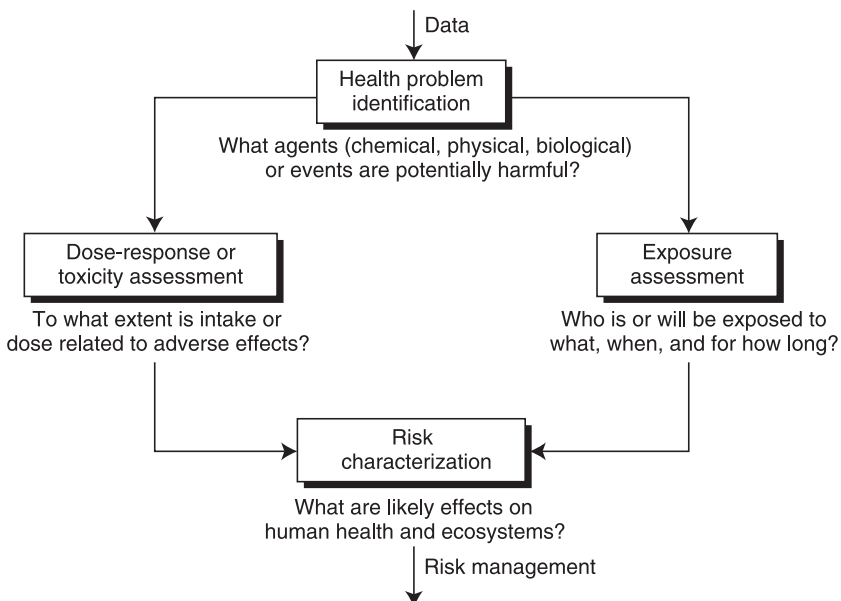 Data
Health problem
identification
What agents (chemical, physical, biological)
or events are potentially harmful?
Dose-response or
toxicity assessment
To what extent is intake or
dose related to adverse effects?
Exposure
assessment
Who is or will be exposed to
what, when, and for how long?
Risk
characterization
What are likely effects on
human health and ecosystems?
Risk management